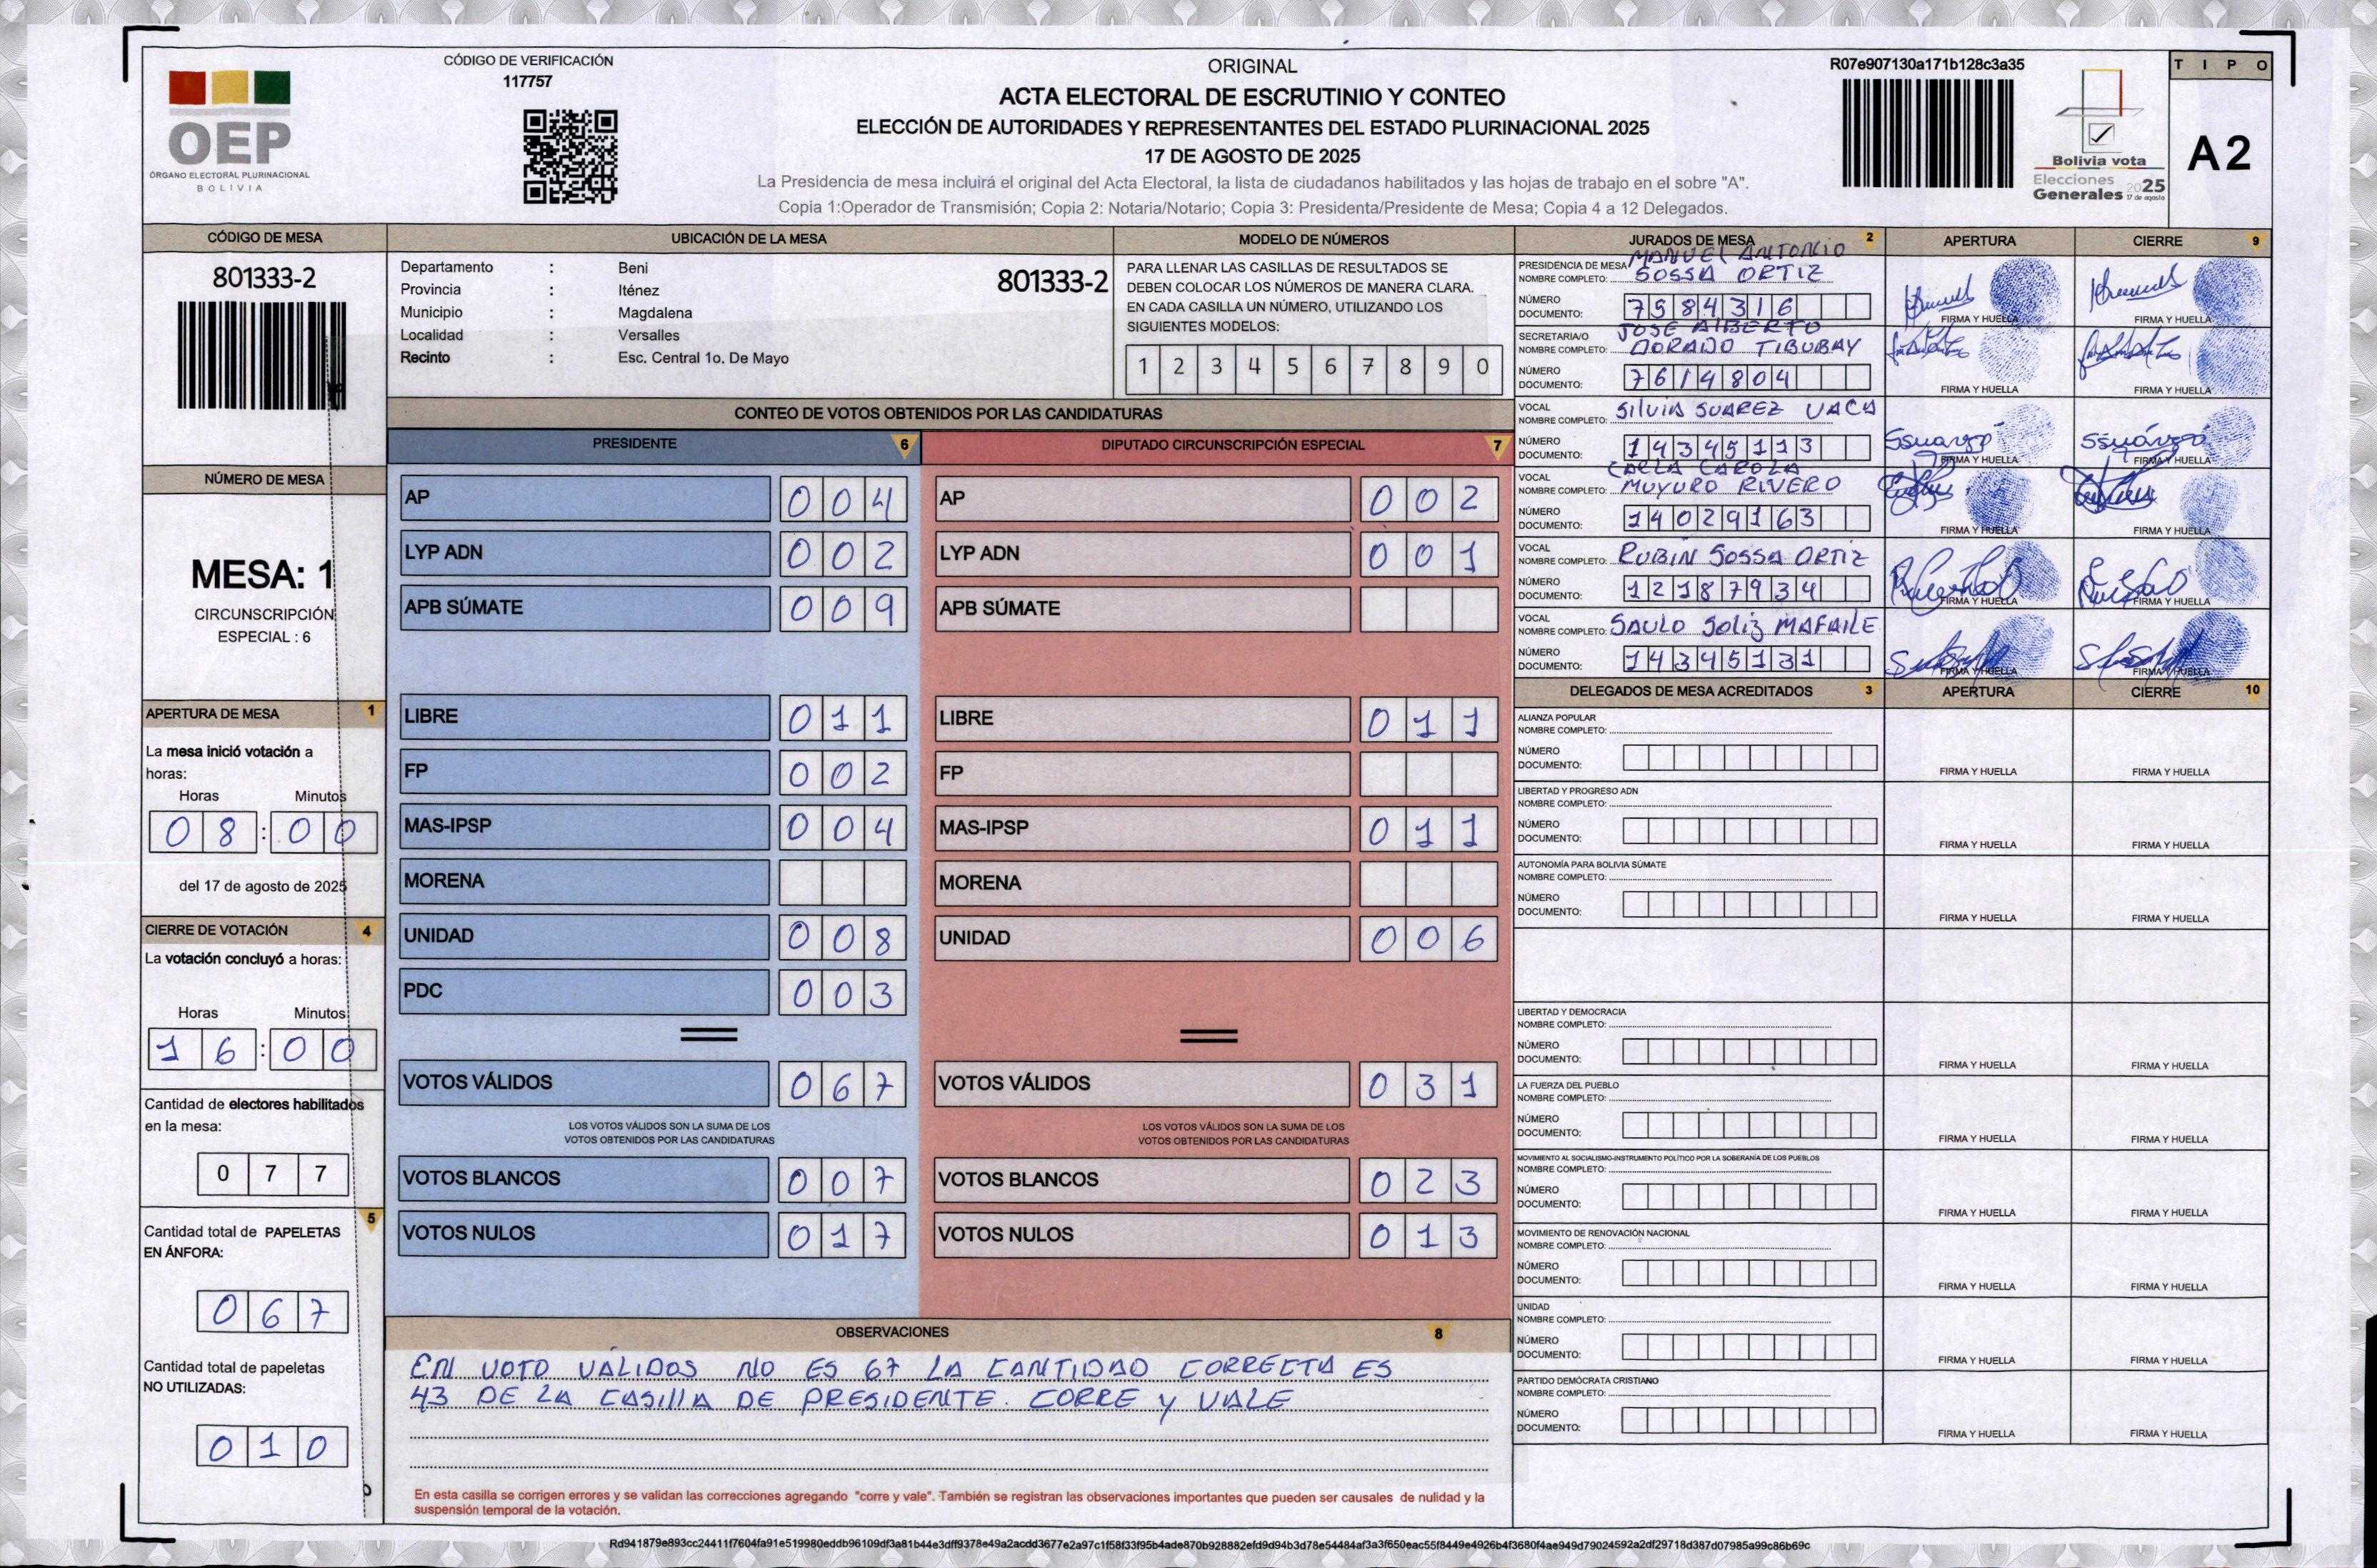 CÓDIGO DE VERIFICACIÓN
117757
OEP
ÓRGANO ELECTORAL PLURINACIONAL
BOLIVIA
ORIGINAL
ACTA ELECTORAL DE ESCRUTINIO Y CONTEO
ELECCIÓN DE AUTORIDADES Y REPRESENTANTES DEL ESTADO PLURINACIONAL 2025
17 DE AGOSTO DE 2025
La Presidencia de mesa incluirá el original del Acta Electoral, la lista de ciudadanos habilitados y las hojas de trabajo en el sobre "A".
Copia 1:Operador de Transmisión; Copia 2: Notaria/Notario; Copia 3: Presidenta/Presidente de Mesa; Copia 4 a 12 Delegados.
R07e907130a171b128c3a35
Bolivia vota
Elecciones
Generales 2025
17 de agosto
TIPO
A2
CÓDIGO DE MESA
801333-2
NÚMERO DE MESA
MESA: 1
CIRCUNSCRIPCIÓN
ESPECIAL : 6
APERTURA DE MESA 1
La mesa inició votación a
horas:
Horas Minutos
08:00
del 17 de agosto de 2025
CIERRE DE VOTACIÓN 4
La votación concluyó a horas:
Horas Minutos
16:00
Cantidad de electores habilitados
en la mesa:
077
5
Cantidad total de PAPELETAS
EN ÁNFORA:
067
Cantidad total de papeletas
NO UTILIZADAS:
010
UBICACIÓN DE LA MESA
Departamento : Beni
801333-2
Provincia : Iténez
Municipio : Magdalena
Localidad : Versalles
Recinto : Esc. Central 1o. De Mayo
MODELO DE NÚMEROS
PARA LLENAR LAS CASILLAS DE RESULTADOS SE
DEBEN COLOCAR LOS NÚMEROS DE MANERA CLARA.
EN CADA CASILLA UN NÚMERO, UTILIZANDO LOS
SIGUIENTES MODELOS:
1 2 3 4 5 6 7 8 9 0
CONTEO DE VOTOS OBTENIDOS POR LAS CANDIDATURAS
PRESIDENTE 6
AP 004
LYP ADN 002
APB SÚMATE 009
LIBRE 011
FP 002
MAS-IPSP 004
MORENA
UNIDAD 008
PDC 003
VOTOS VÁLIDOS 067
LOS VOTOS VÁLIDOS SON LA SUMA DE LOS
VOTOS OBTENIDOS POR LAS CANDIDATURAS
VOTOS BLANCOS 007
VOTOS NULOS 017
DIPUTADO CIRCUNSCRIPCIÓN ESPECIAL 7
AP 002
LYP ADN 001
APB SÚMATE
LIBRE 011
FP
MAS-IPSP 011
MORENA
UNIDAD 006
VOTOS VÁLIDOS 031
LOS VOTOS VÁLIDOS SON LA SUMA DE LOS
VOTOS OBTENIDOS POR LAS CANDIDATURAS
VOTOS BLANCOS 023
VOTOS NULOS 013
OBSERVACIONES 8
EN VOTO VÁLIDOS NO ES 67 LA CANTIDAD CORRECTA ES
43 DE LA CASILLA DE PRESIDENTE. CORRE Y VALE
En esta casilla se corrigen errores y se validan las correcciones agregando "corre y vale". También se registran las observaciones importantes que pueden ser causales de nulidad y la
suspensión temporal de la votación.
JURADOS DE MESA 2 APERTURA CIERRE 9
MANUEL ANTONIO
PRESIDENCIA DE MESA
NOMBRE COMPLETO: SOSSA ORTIZ
NÚMERO
DOCUMENTO: 7584316
FIRMA Y HUELLA FIRMA Y HUELLA
JOSE AlBERTO
SECRETARIA/O
NOMBRE COMPLETO: DORADO TIBUBAY
NÚMERO
DOCUMENTO: 7614804
FIRMA Y HUELLA FIRMA Y HUELLA
VOCAL
NOMBRE COMPLETO: SILVIA SUAREZ VACA
NÚMERO
DOCUMENTO: 14345113
Ssuarez Ssuárez
FIRMA Y HUELLA FIRMA Y HUELLA
CARLA CAROLA
VOCAL
NOMBRE COMPLETO: MUYURO RIVERO
NÚMERO
DOCUMENTO: 14029163
FIRMA Y HUELLA FIRMA Y HUELLA
VOCAL
NOMBRE COMPLETO: RUBIN SOSSA ORTIZ
NÚMERO
DOCUMENTO: 12187934
FIRMA Y HUELLA FIRMA Y HUELLA
VOCAL
NOMBRE COMPLETO: SAULO Soliz MAFAILE
NÚMERO
DOCUMENTO: 14345131
FIRMA Y HUELLA FIRMA Y HUELLA
DELEGADOS DE MESA ACREDITADOS 3 APERTURA CIERRE 10
ALIANZA POPULAR
NOMBRE COMPLETO:
NÚMERO
DOCUMENTO:
FIRMA Y HUELLA FIRMA Y HUELLA
LIBERTAD Y PROGRESO ADN
NOMBRE COMPLETO:
NÚMERO
DOCUMENTO:
FIRMA Y HUELLA FIRMA Y HUELLA
AUTONOMÍA PARA BOLIVIA SÚMATE
NOMBRE COMPLETO:
NÚMERO
DOCUMENTO:
FIRMA Y HUELLA FIRMA Y HUELLA
LIBERTAD Y DEMOCRACIA
NOMBRE COMPLETO:
NÚMERO
DOCUMENTO:
FIRMA Y HUELLA FIRMA Y HUELLA
LA FUERZA DEL PUEBLO
NOMBRE COMPLETO:
NÚMERO
DOCUMENTO:
FIRMA Y HUELLA FIRMA Y HUELLA
MOVIMIENTO AL SOCIALISMO-INSTRUMENTO POLÍTICO POR LA SOBERANÍA DE LOS PUEBLOS
NOMBRE COMPLETO:
NÚMERO
DOCUMENTO:
FIRMA Y HUELLA FIRMA Y HUELLA
MOVIMIENTO DE RENOVACIÓN NACIONAL
NOMBRE COMPLETO:
NÚMERO
DOCUMENTO:
FIRMA Y HUELLA FIRMA Y HUELLA
UNIDAD
NOMBRE COMPLETO:
NÚMERO
DOCUMENTO:
FIRMA Y HUELLA FIRMA Y HUELLA
PARTIDO DEMÓCRATA CRISTIANO
NOMBRE COMPLETO:
NÚMERO
DOCUMENTO:
FIRMA Y HUELLA FIRMA Y HUELLA